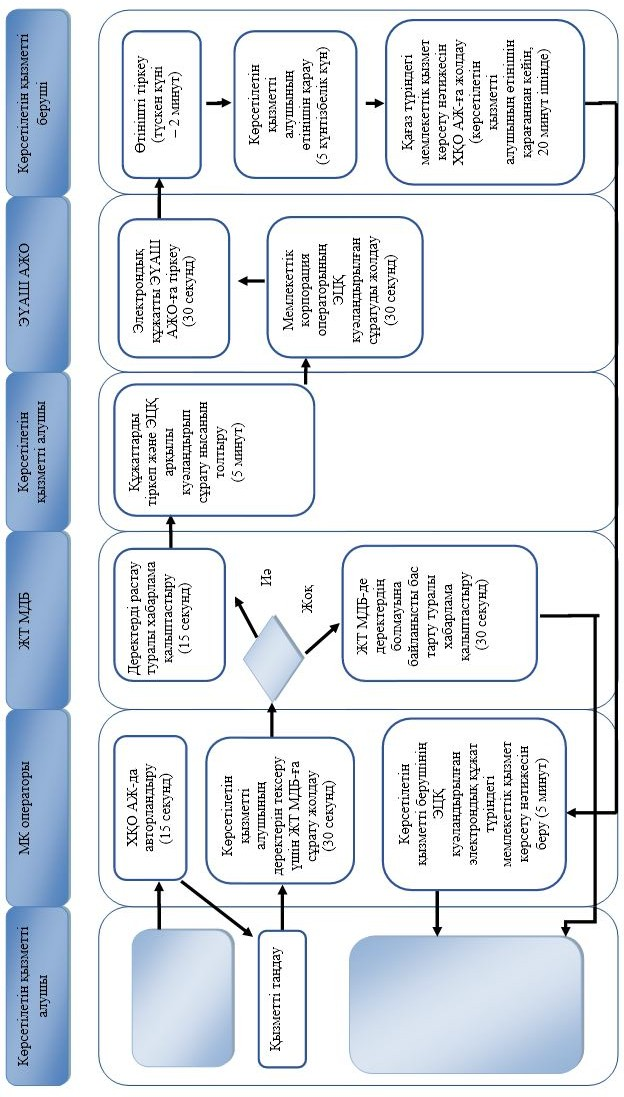 Көрсетілетін қызметті
алушы
МК операторы
ЖТ МДБ
Көрсетілетін
қызметті алушы
ЭҮАШ АЖО
Көрсетілетін қызметті
беруші
ХҚО АЖ-да
авторландыру
(15 секунд)
Қызметті таңдау
Көрсетілетін
қызметті
алушының
деректерін тексеру
үшін ЖТ МДБ-ға
сұрату жолдау
(30 секунд)
Көрсетілетін
қызметті берушінің
ЭЦҚ
куәландырылған
электрондық құжат
түріндегі
мемлекеттік қызмет
көрсету нәтижесін
беру (5 минут)
Деректерді растау
туралы хабарлама
қалыптастыру
(15 секунд)
Иә
Жоқ
ЖТ МДБ-де
деректердің
болмауына
байланысты бас
тарту туралы
хабарлама
қалыптастыру
(30 секунд)
Құжаттарды
тіркеп және ЭЦҚ
арқылы
куәландырып
сұрату нысанын
толтыру
(5 минут)
Электрондық
құжатты ЭҮАШ
АЖО-ға тіркеу
(30 секунд)
Мемлекеттік
корпорация
операторының
ЭЦҚ
куәландырылған
сұратуды жолдау
(30 секунд)
Өтінішті тіркеу
(түскен күні
– 2 минут)
Көрсетілетін
қызметті
алушының
өтінішін қарау
(5 күнтізбелік күн)
Қағаз түріндегі
мемлекеттік қызмет
көрсету нәтижесін
ХҚО АЖ-ға жолдау
(көрсетілетін
қызметті
алушының өтінішін
қарағаннан кейін,
20 минут ішінде)